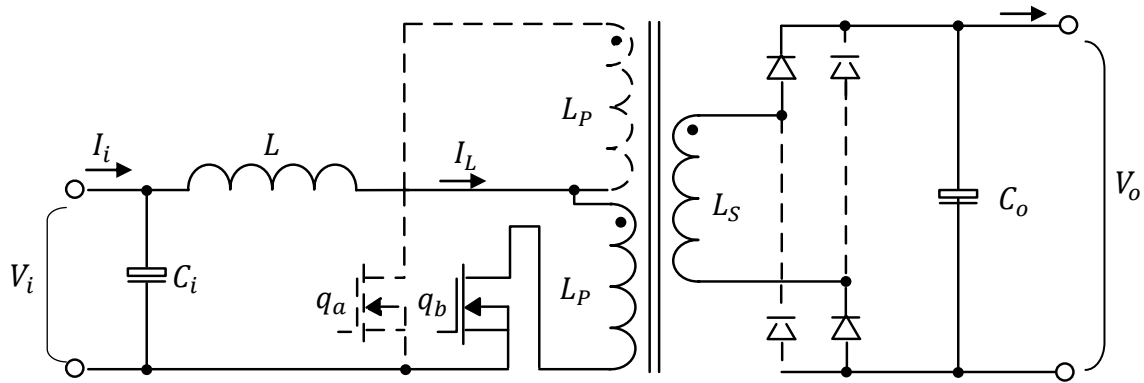 L_P
I_i
L
I_L
L_S
V_o
C_o
V_i
C_i
q_a
q_b
L_P